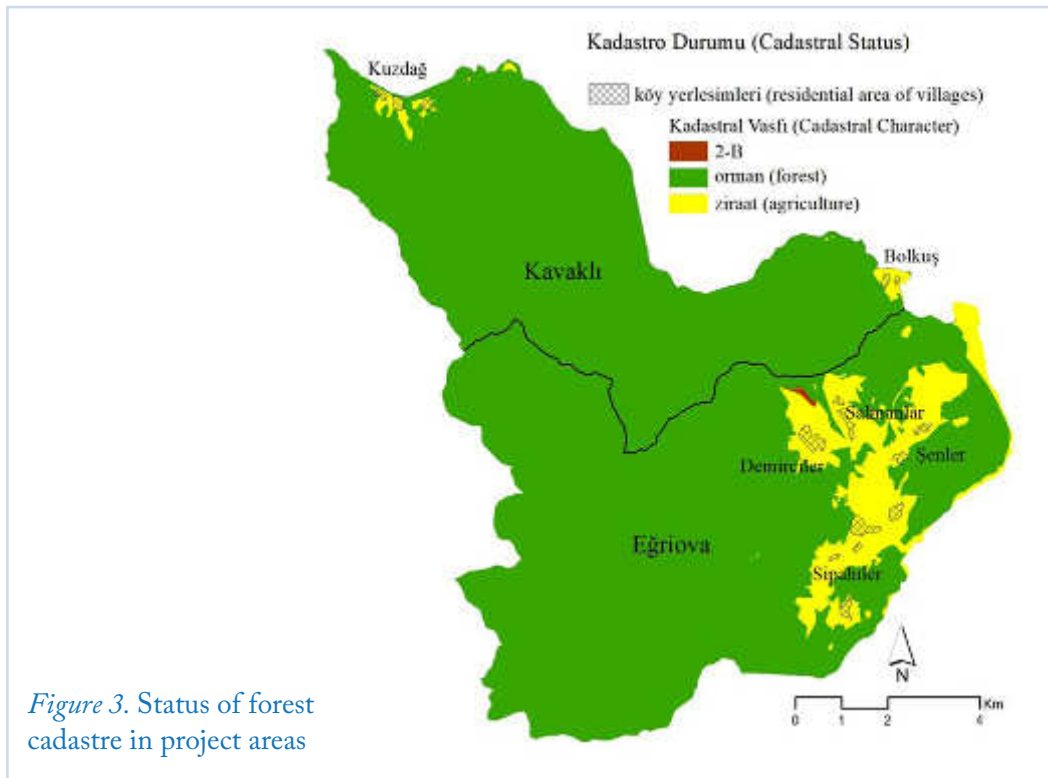 Kadastro Durumu (Cadastral Status)
köy yerlesimleri (residential area of villages)
Kadastral Vasfı (Cadastral Character)
2-B
orman (forest)
ziraat (agriculture)
Kuzdağ
Kavaklı
Bolkuş
Salmanlar
Demirciler
Şenler
Eğriova
Sipahiler
N
Km
0 1 2 4
Figure 3. Status of forest
cadastre in project areas